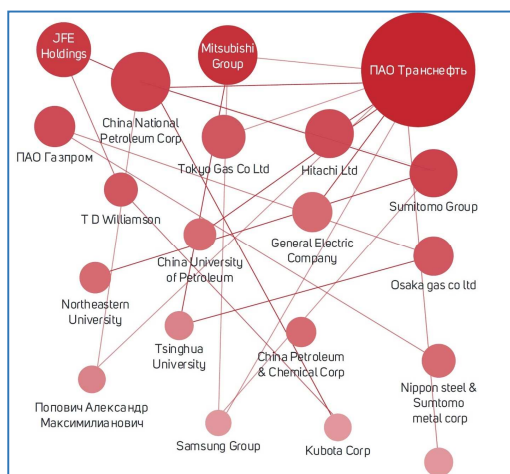 JFE
Holdings
Mitsubishi
Group
ПАО Транснефть
China National
Petroleum Corp
ПАО Газпром
Tokyo Gas Co Ltd
Hitachi Ltd
Sumitomo Group
T D Williamson
China University
of Petroleum
General Electric
Company
Osaka gas co ltd
Northeastern
University
Tsinghua
University
China Petroleum
& Chemical Corp
Nippon steel &
Sumtomo
metal corp
Попович Александр
Максимилианович
Samsung Group
Kubota Corp